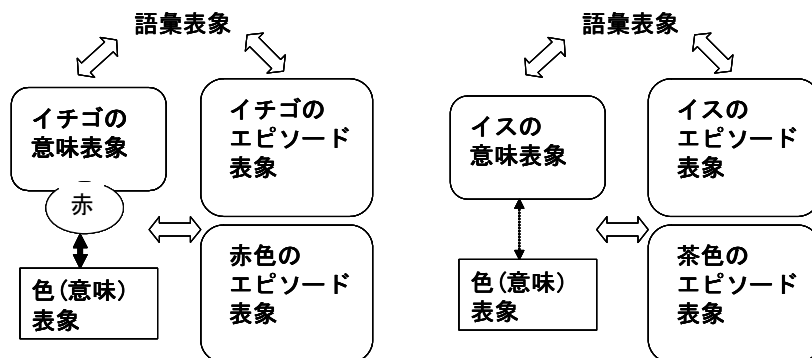 語彙表象
イチゴの
意味表象
赤
色(意味)
表象
イチゴの
エピソード
表象
赤色の
エピソード
表象
語彙表象
イスの
意味表象
色(意味)
表象
イスの
エピソード
表象
茶色の
エピソード
表象